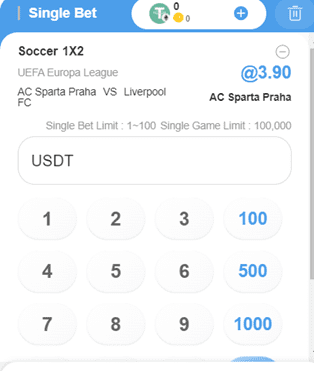 Single Bet
0
0
Soccer 1X2
UEFA Europa League
@3.90
AC Sparta Praha VS Liverpool
FC
AC Sparta Praha
Single Bet Limit : 1~100 Single Game Limit : 100,000
USDT
1 2 3 100
4 5 6 500
7 8 9 1000